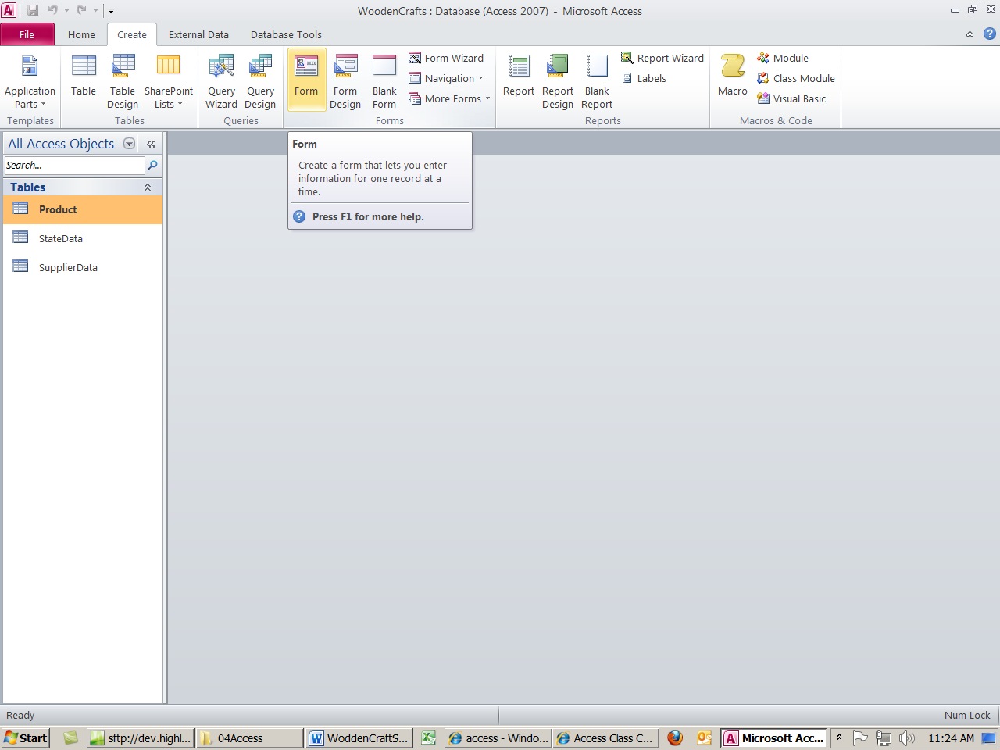 WoodenCrafts : Database (Access 2007) - Microsoft Access
File Home Create External Data Database Tools
Application Parts
Templates
Table
Table Design
SharePoint Lists
Tables
Query Wizard
Query Design
Queries
Form
Form Design
Blank Form
Form Wizard
Navigation
More Forms
Forms
Report
Report Design
Blank Report
Report Wizard
Labels
Reports
Macro
Module
Class Module
Visual Basic
Macros & Code
All Access Objects
Search...
Tables
Product
StateData
SupplierData
Form
Create a form that lets you enter
information for one record at a
time.
Press F1 for more help.
Ready Num Lock
Start sftp://dev.highl... 04Access WoddenCraftS... access - Windo... Access Class C... Microsoft Acc... 11:24 AM